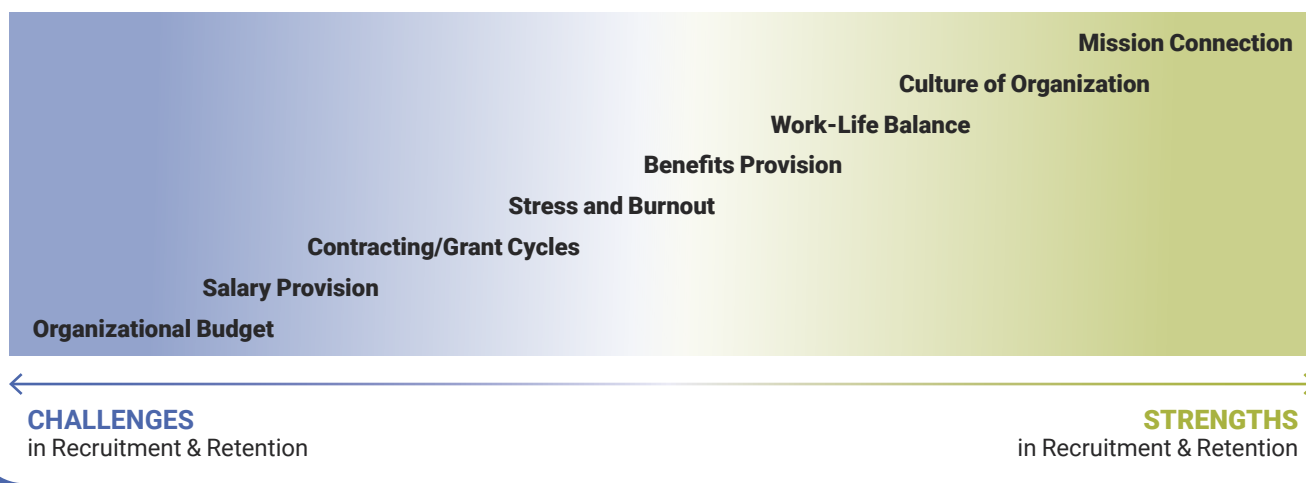 Mission Connection
Culture of Organization
Work-Life Balance
Benefits Provision
Stress and Burnout
Contracting/Grant Cycles
Salary Provision
Organizational Budget
CHALLENGES
in Recruitment & Retention
STRENGTHS
in Recruitment & Retention